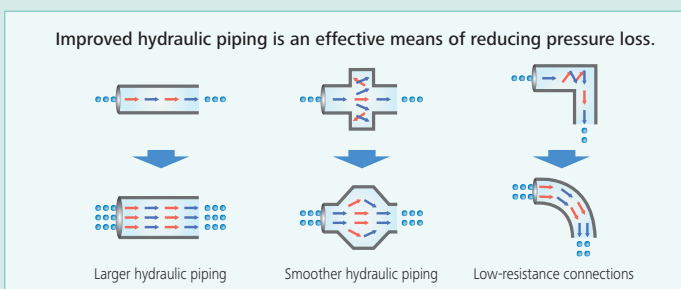 Improved hydraulic piping is an effective means of reducing pressure loss.
Larger hydraulic piping
Smoother hydraulic piping
Low-resistance connections